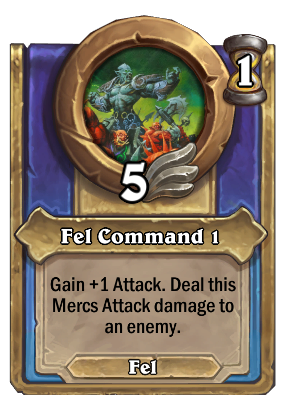 1
5
Fel Command 1
Gain +1 Attack. Deal this
Mercs Attack damage to
an enemy.
Fel